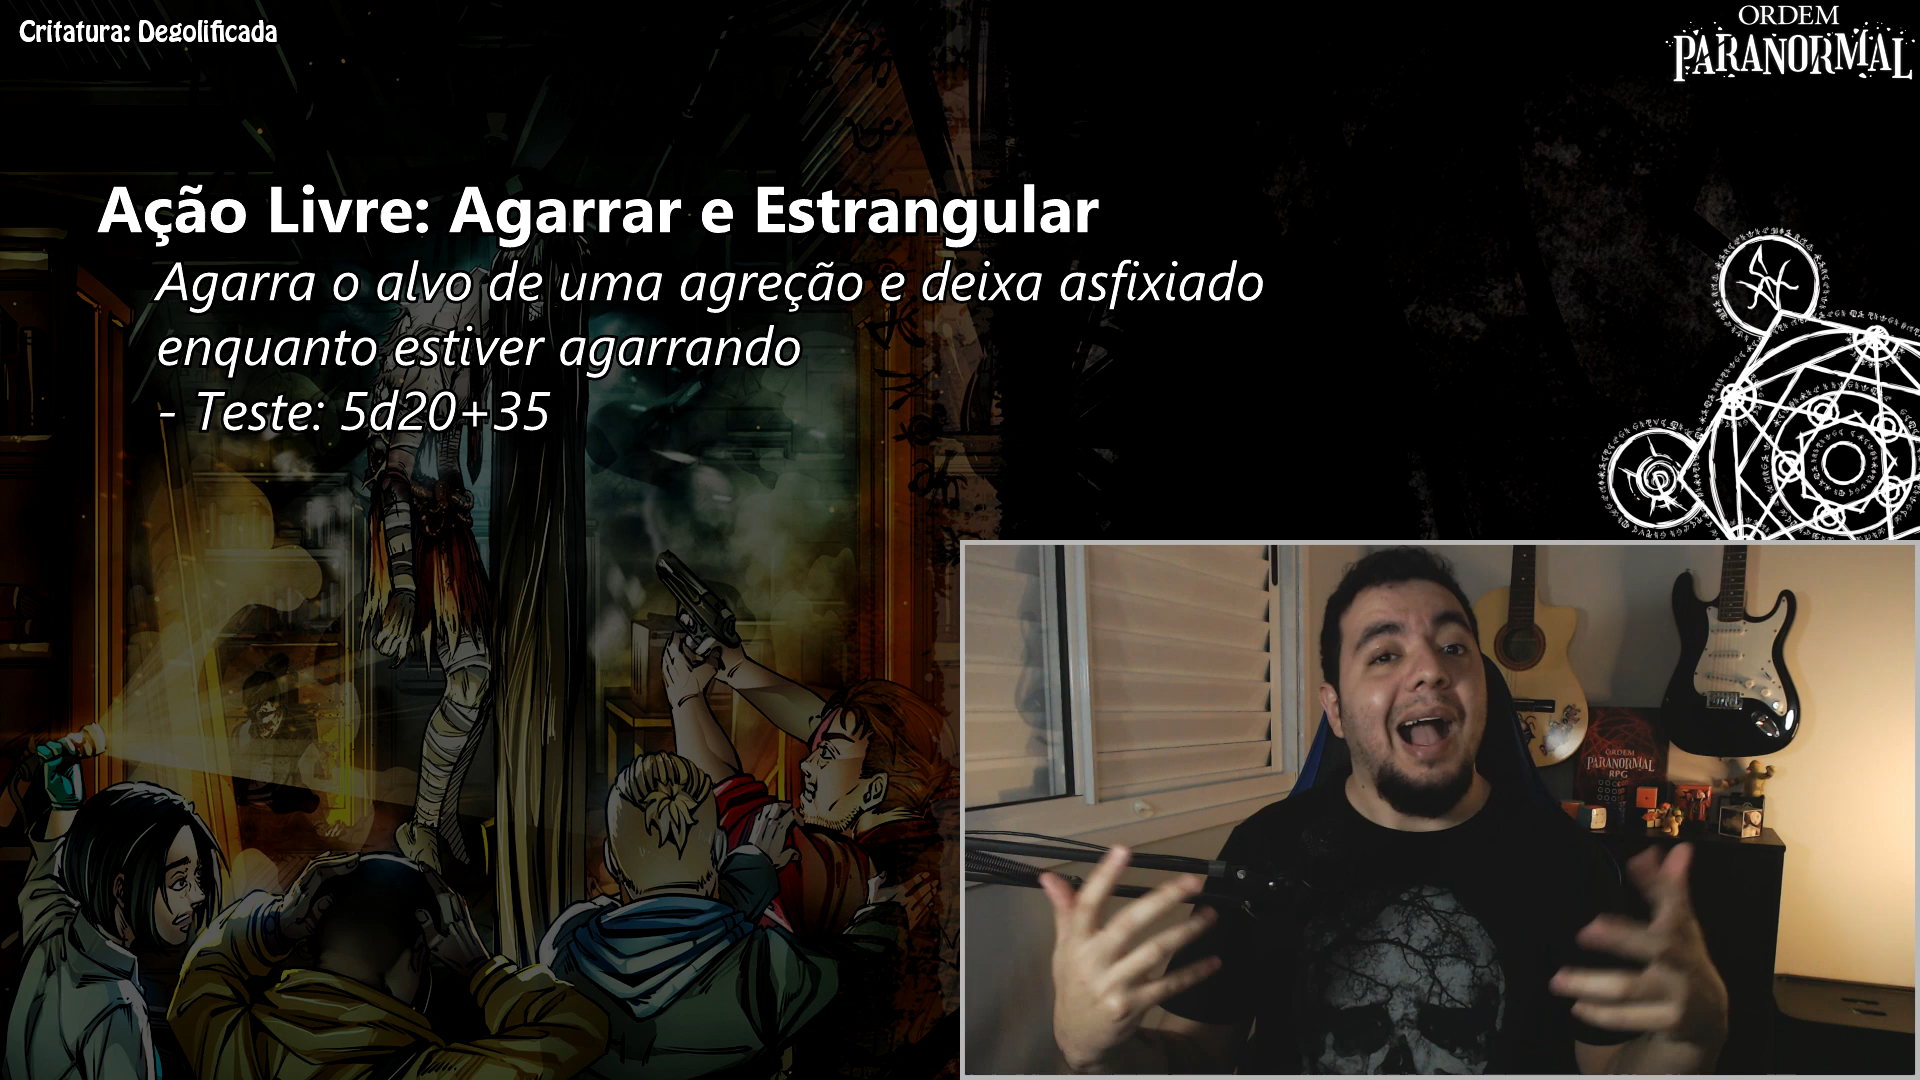 Critatura: Degolificada
ORDEM
PARANORMAL
Ação Livre: Agarrar e Estrangular
Agarra o alvo de uma agreção e deixa asfixiado
enquanto estiver agarrando
- Teste: 5d20+35
ORDEM
PARANORMAL
RPG